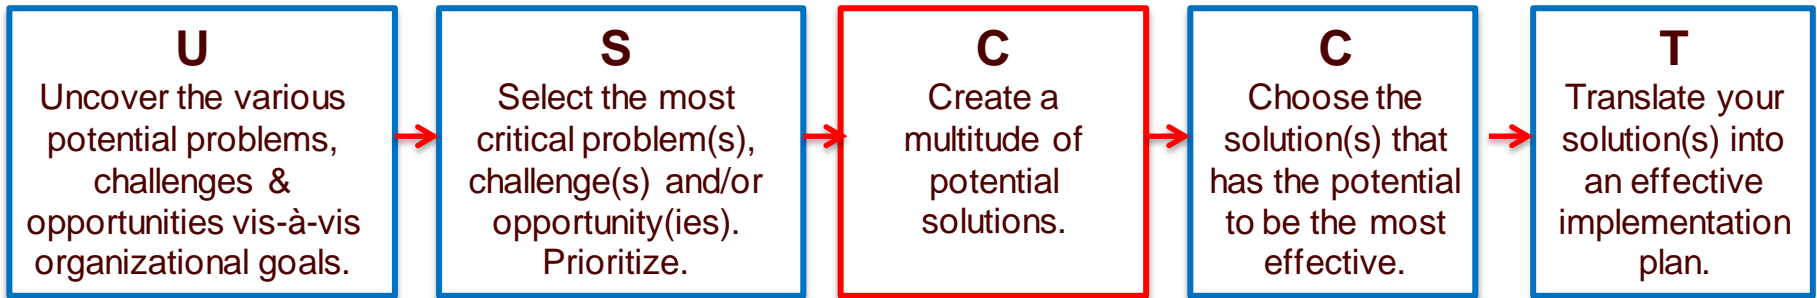 U
Uncover the various
potential problems,
challenges &
opportunities vis-à-vis
organizational goals.
S
Select the most
critical problem(s),
challenge(s) and/or
opportunity(ies).
Prioritize.
C
Create a
multitude of
potential
solutions.
C
Choose the
solution(s) that
has the potential
to be the most
effective.
T
Translate your
solution(s) into
an effective
implementation
plan.